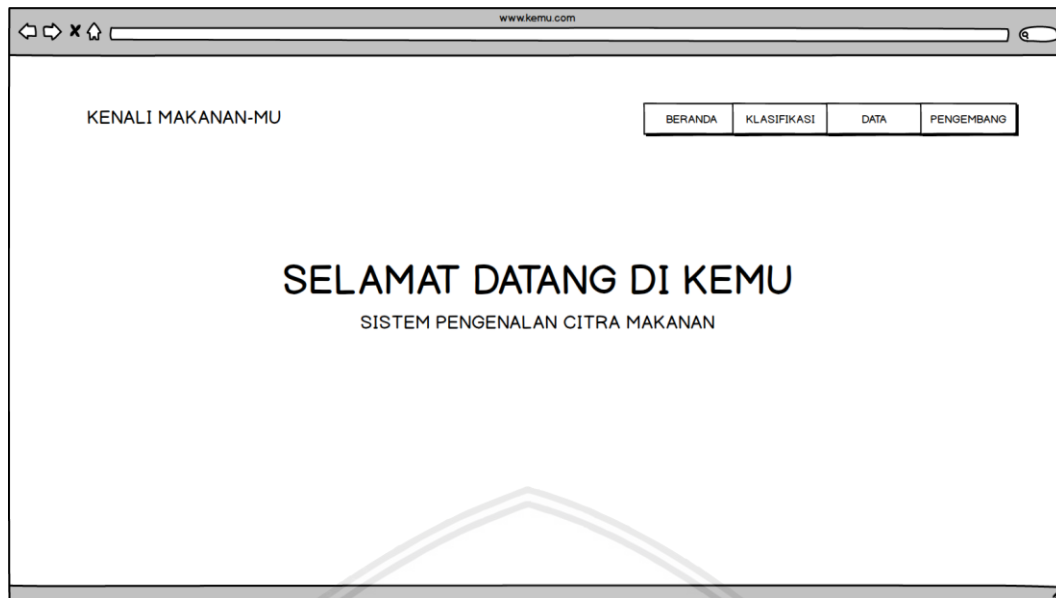 www.kemu.com
KENALI MAKANAN-MU
BERANDA KLASIFIKASI DATA PENGEMBANG
SELAMAT DATANG DI KEMU
SISTEM PENGENALAN CITRA MAKANAN